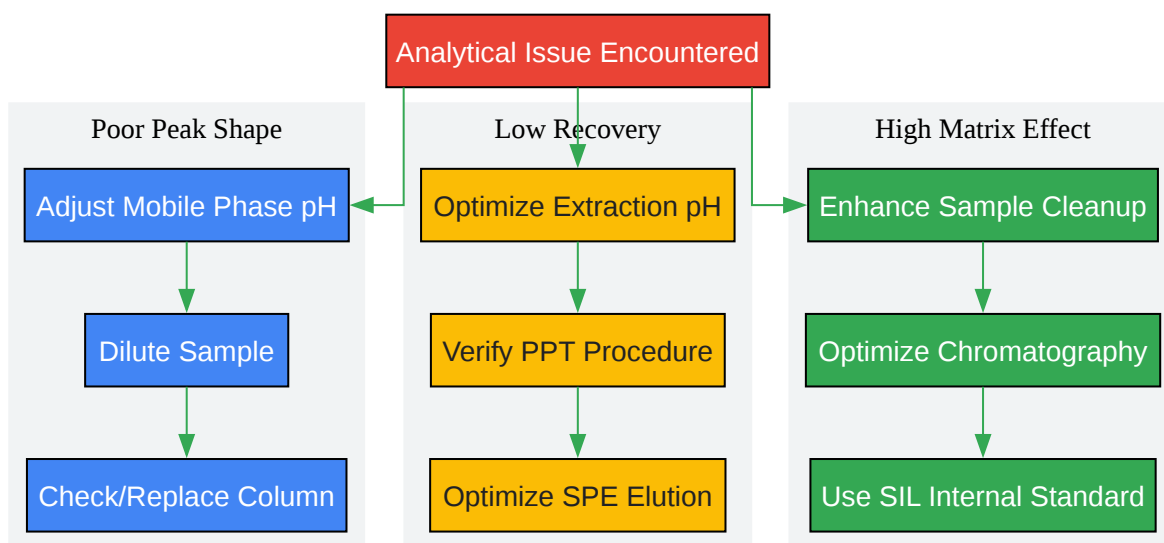 Analytical Issue Encountered
Poor Peak Shape
Adjust Mobile Phase pH
Dilute Sample
Check/Replace Column
Low Recovery
Optimize Extraction pH
Verify PPT Procedure
Optimize SPE Elution
High Matrix Effect
Enhance Sample Cleanup
Optimize Chromatography
Use SIL Internal Standard